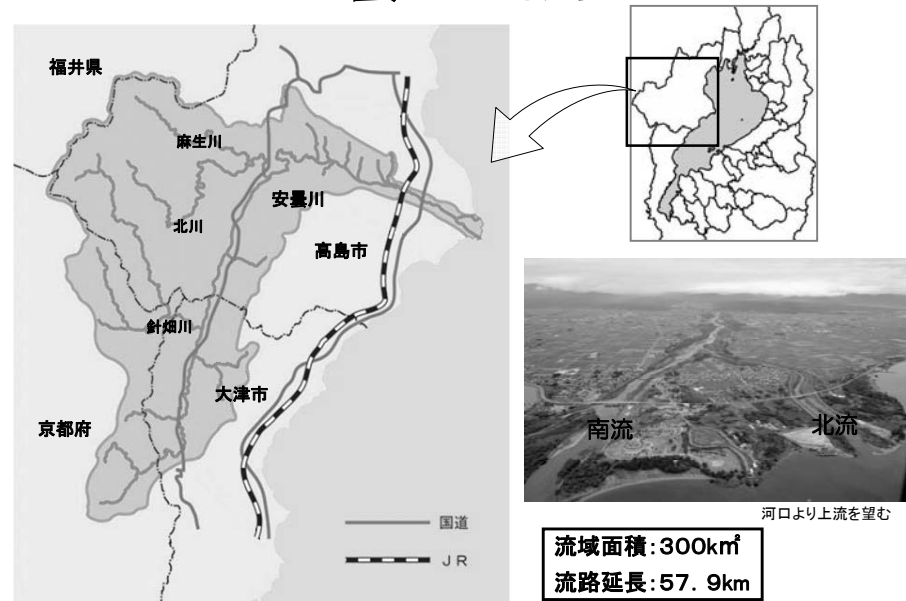 福井県
麻生川
安曇川
北川
高島市
針畑川
大津市
京都府
国道
JR
南流
北流
河口より上流を望む
流域面積:300k㎡
流路延長:57.9km